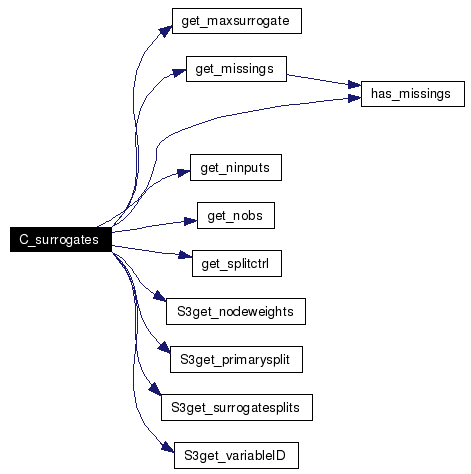 get_maxsurrogate
get_missings
has_missings
get_ninputs
get_nobs
C_surrogates
get_splitctrl
S3get_nodeweights
S3get_primarysplit
S3get_surrogatesplits
S3get_variableID